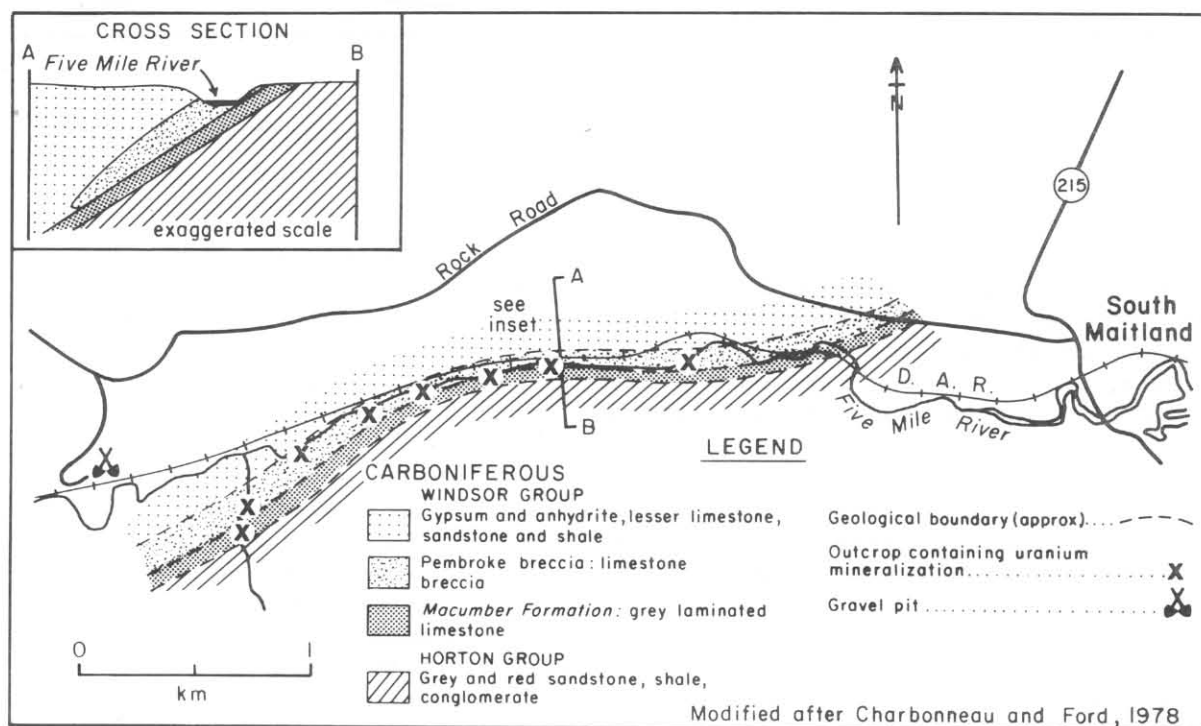 CROSS SECTION
A
B
Five Mile River
exaggerated scale
N
215
Rock Road
A
see
inset
South
Maitland
D. A. R.
B
Five Mile River
LEGEND
CARBONIFEROUS
WINDSOR GROUP
Gypsum and anhydrite, lesser limestone,
sandstone and shale
Pembroke breccia: limestone
breccia
Macumber Formation: grey laminated
limestone
HORTON GROUP
Grey and red sandstone, shale,
conglomerate
Geological boundary (approx)....
Outcrop containing uranium
mineralization.................... X
Gravel pit....................
X
X
X
X
X
X
X
X
X
0 1
km
Modified after Charbonneau and Ford, 1978